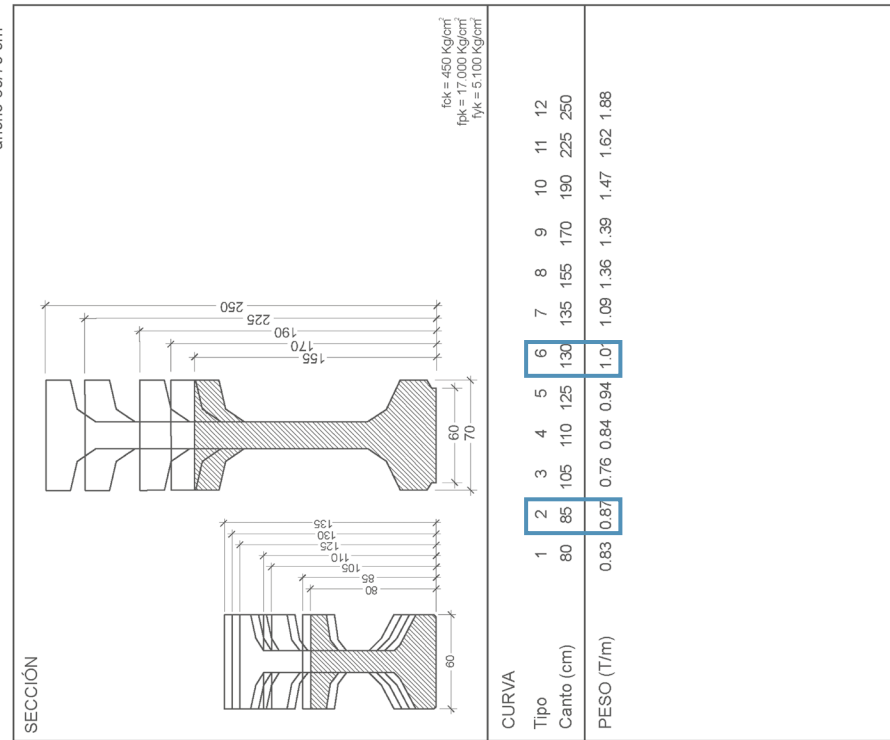 SECCIÓN
fck = 450 Kg/cm²
fpk = 17.000 Kg/cm²
fyk = 5.100 Kg/cm²
135
130
125
110
105
85
80
60
250
225
190
170
155
60
70
CURVA
Tipo 1 2 3 4 5 6 7 8 9 10 11 12
Canto (cm) 80 85 105 110 125 130 135 155 170 190 225 250
PESO (T/m) 0.83 0.87 0.76 0.84 0.94 1.01 1.09 1.36 1.39 1.47 1.62 1.88